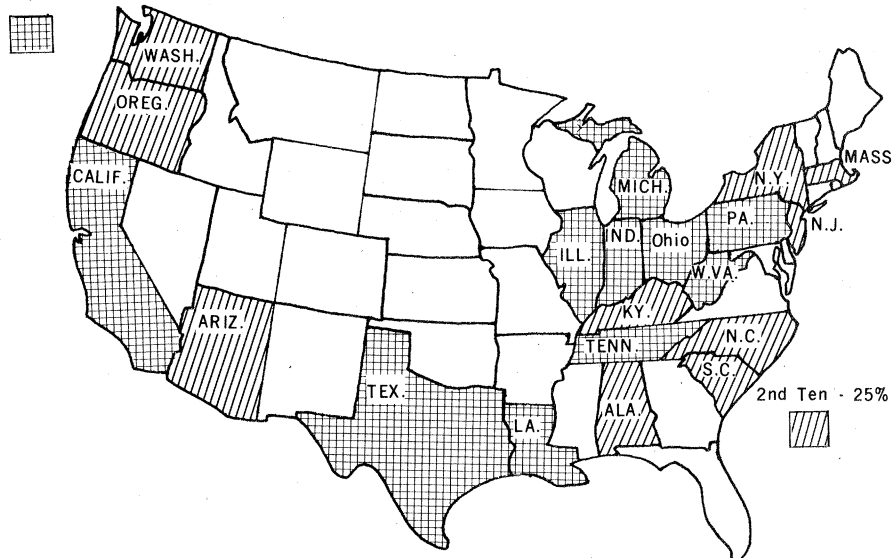 WASH.
OREG.
CALIF.
ARIZ.
TEX.
LA.
ILL.
IND.
MICH.
Ohio
PA.
W.VA.
KY.
TENN.
N.C.
S.C.
ALA.
N.Y.
MASS
N.J.
2nd Ten - 25%